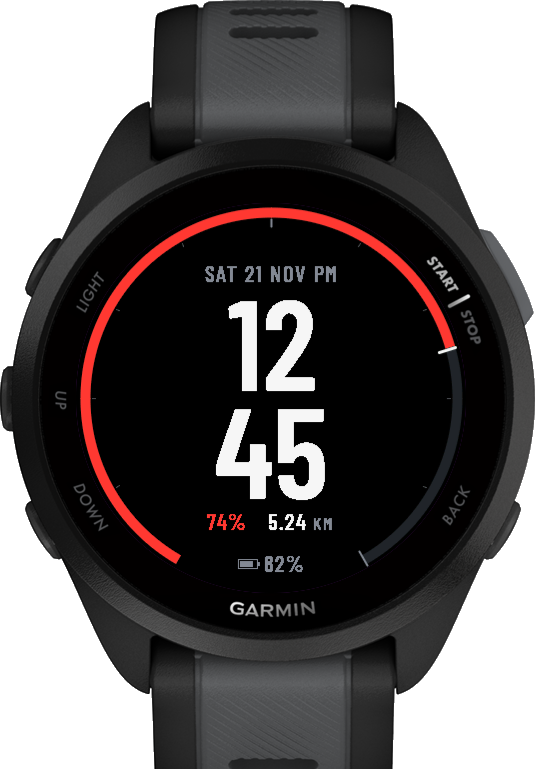 START
STOP
LIGHT
SAT 21 NOV PM
12
UP
45
DOWN
BACK
74% 5.24 KM
82%
GARMIN